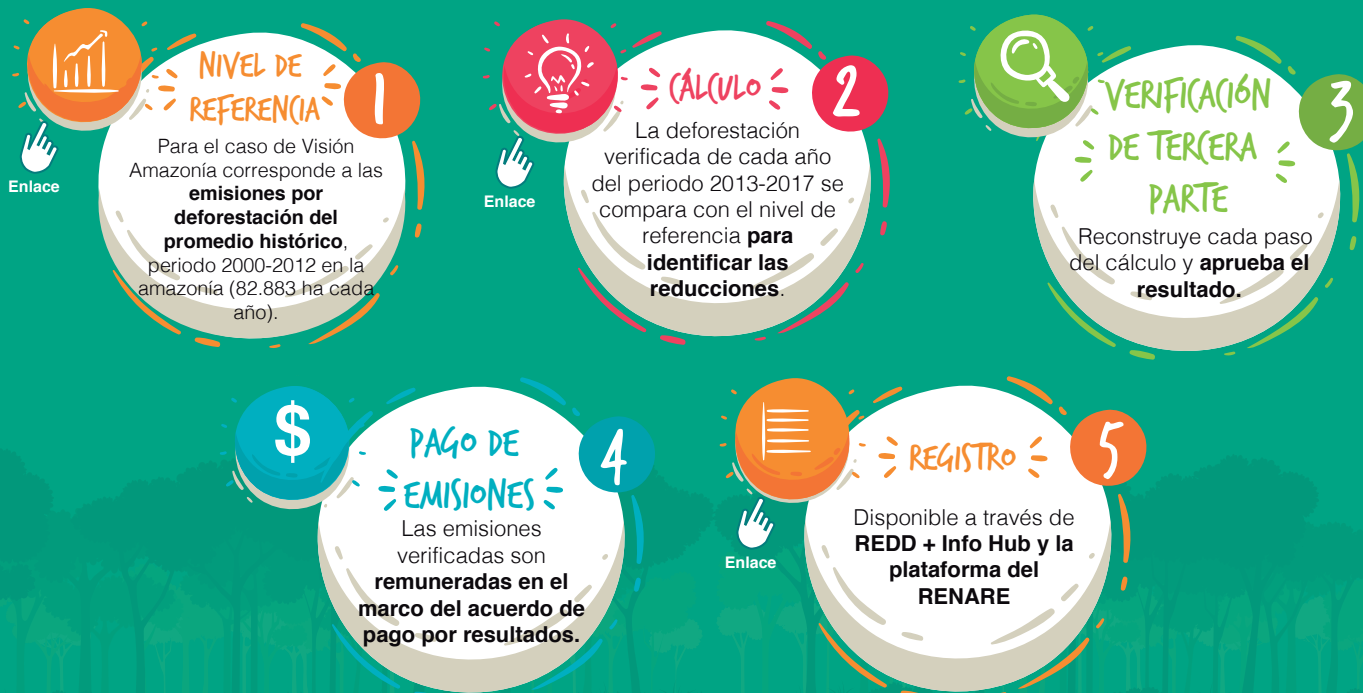 NIVEL DE
REFERENCIA
1
Para el caso de Visión
Amazonía corresponde a las
emisiones por
deforestación del
promedio histórico,
periodo 2000-2012 en la
amazonía (82.883 ha cada
año).
Enlace
CÁLCULO
2
La deforestación
verificada de cada año
del periodo 2013-2017 se
compara con el nivel de
referencia para
identificar las
reducciones.
Enlace
VERIFICACIÓN
DE TERCERA
PARTE
3
Reconstruye cada paso
del cálculo y aprueba el
resultado.
$
PAGO DE
EMISIONES
4
Las emisiones
verificadas son
remuneradas en el
marco del acuerdo de
pago por resultados.
REGISTRO
5
Disponible a través de
REDD + Info Hub y la
plataforma del
RENARE
Enlace